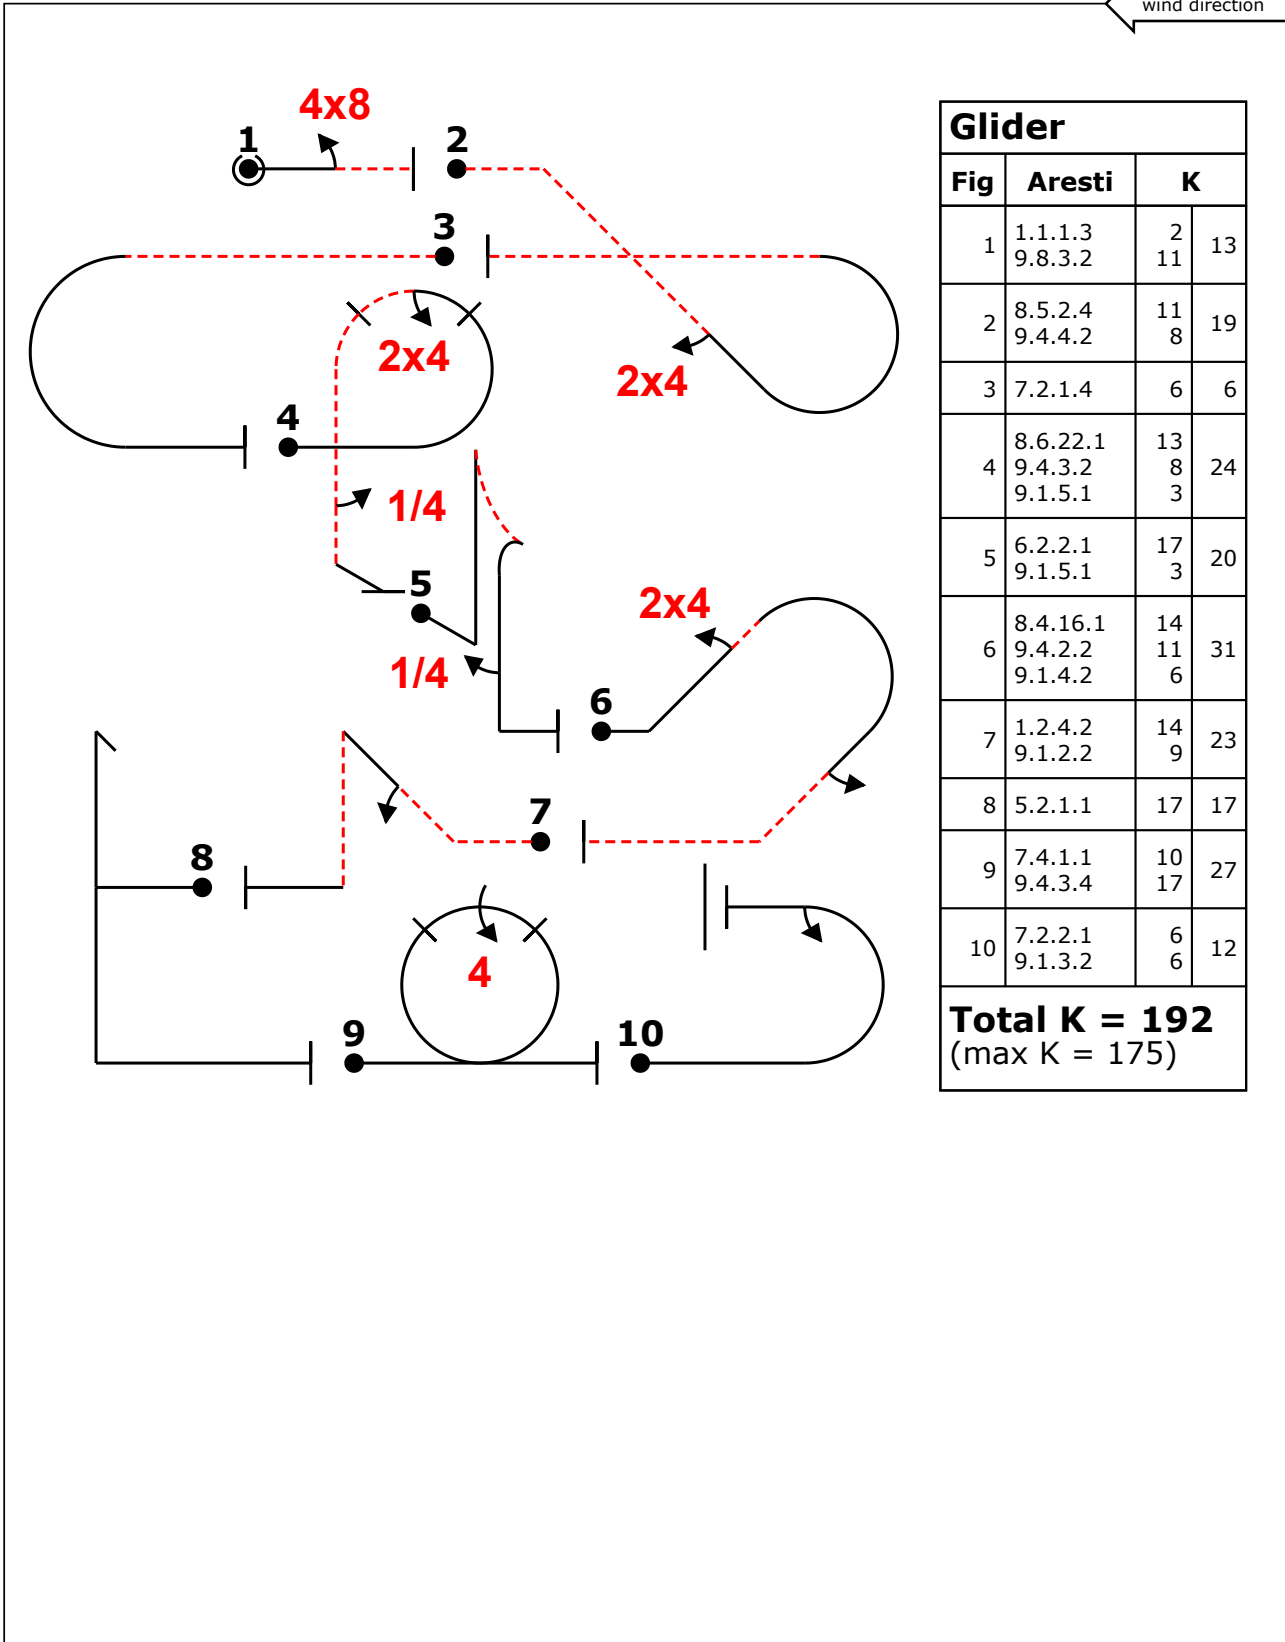 wind direction
4x8
1
2
3
2x4
2x4
4
1/4
5
2x4
1/4
6
7
8
4
9
10
Glider
Fig Aresti K
1 1.1.1.3 2 13
9.8.3.2 11
2 8.5.2.4 11 19
9.4.4.2 8
3 7.2.1.4 6 6
8.6.22.1 13
4 9.4.3.2 8 24
9.1.5.1 3
5 6.2.2.1 17 20
9.1.5.1 3
8.4.16.1 14
6 9.4.2.2 11 31
9.1.4.2 6
7 1.2.4.2 14 23
9.1.2.2 9
8 5.2.1.1 17 17
9 7.4.1.1 10 27
9.4.3.4 17
10 7.2.2.1 6 12
9.1.3.2 6
Total K = 192
(max K = 175)